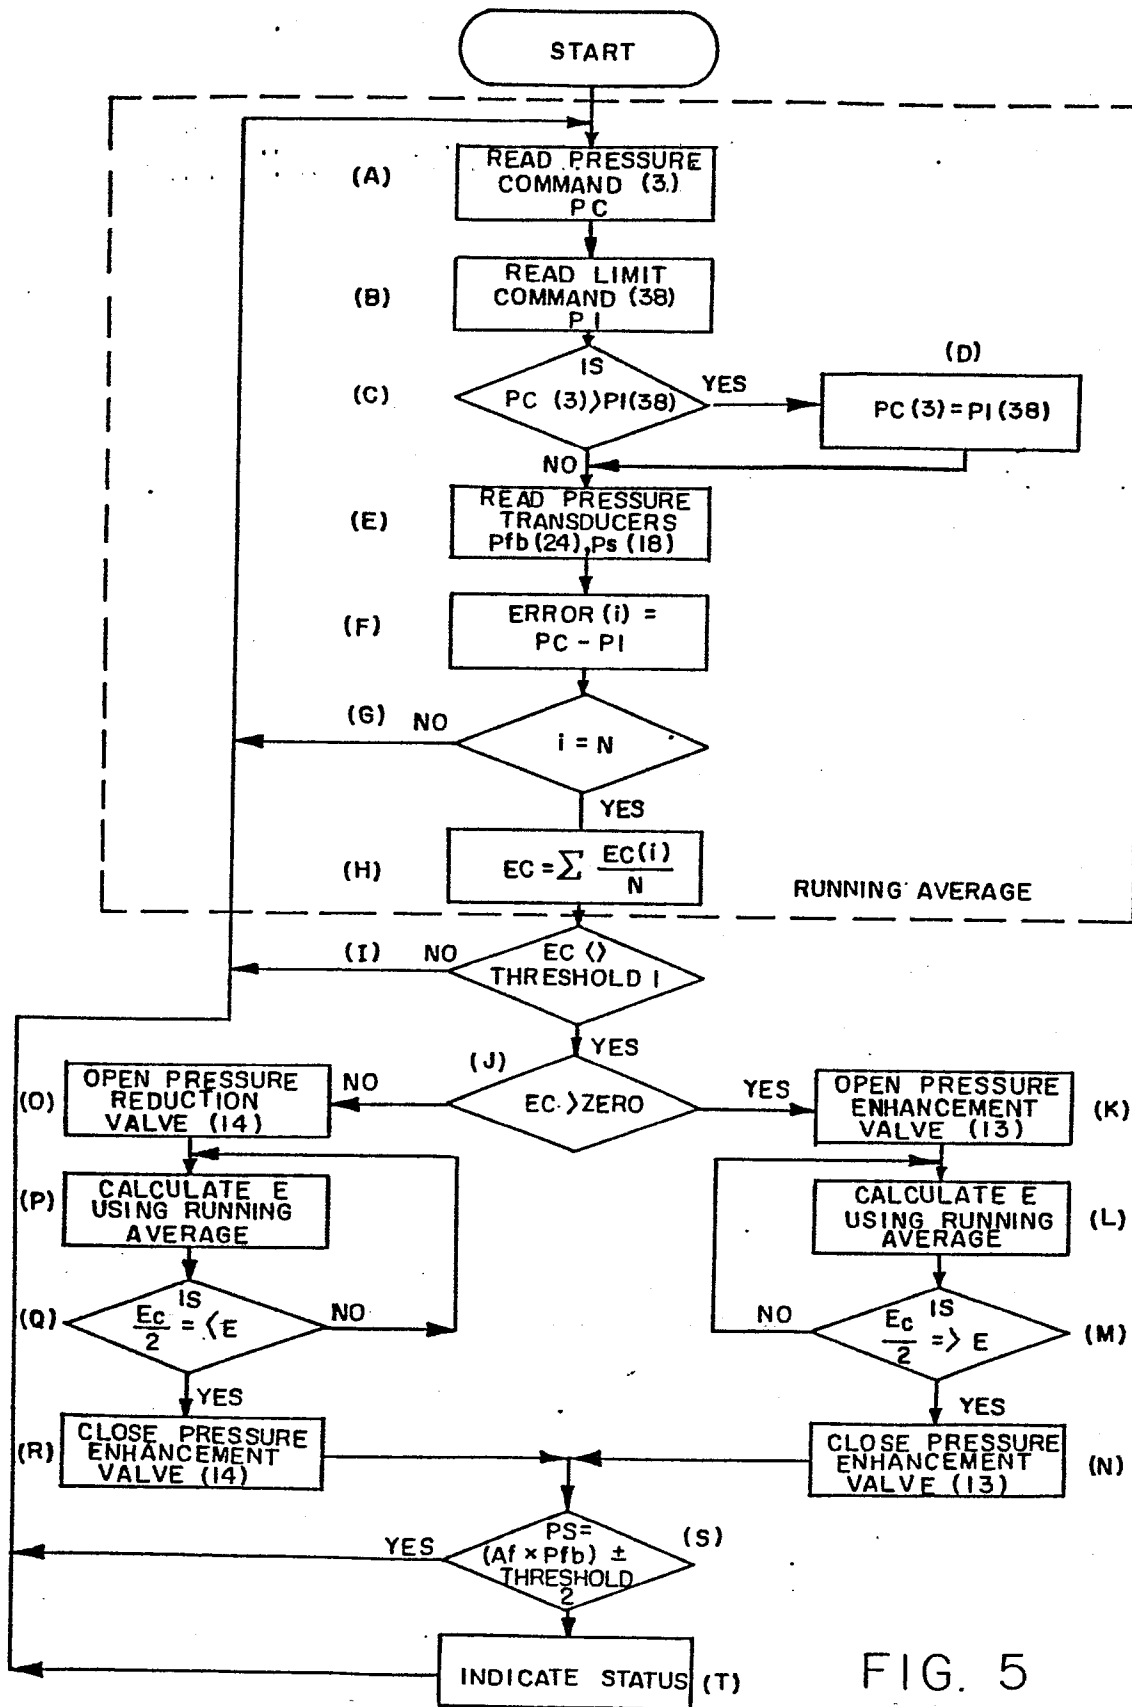 START
(A)
READ PRESSURE
COMMAND (3)
PC
(B)
READ LIMIT
COMMAND (38)
P I
(C)
IS
PC (3)>PI(38)
YES
(D)
PC(3)=PI(38)
NO
(E)
READ PRESSURE
TRANSDUCERS
Pfb(24),Ps(18)
(F)
ERROR(i) =
PC - PI
(G)
NO
i = N
YES
(H)
EC = Σ EC(i)
N
RUNNING AVERAGE
(I)
NO
EC <>
THRESHOLD I
YES
(J)
NO
EC > ZERO
YES
(O)
OPEN PRESSURE
REDUCTION
VALVE (14)
OPEN PRESSURE
ENHANCEMENT
VALVE (13)
(K)
(P)
CALCULATE E
USING RUNNING
AVERAGE
CALCULATE E
USING RUNNING
AVERAGE
(L)
(Q)
IS
Ec
2 = <E
NO
NO
IS
Ec
2 => E
(M)
YES
YES
(R)
CLOSE PRESSURE
ENHANCEMENT
VALVE (14)
CLOSE PRESSURE
ENHANCEMENT
VALVE (13)
(N)
YES
PS=
(Af × Pfb) ±
THRESHOLD
2
(S)
INDICATE STATUS
(T)
FIG. 5